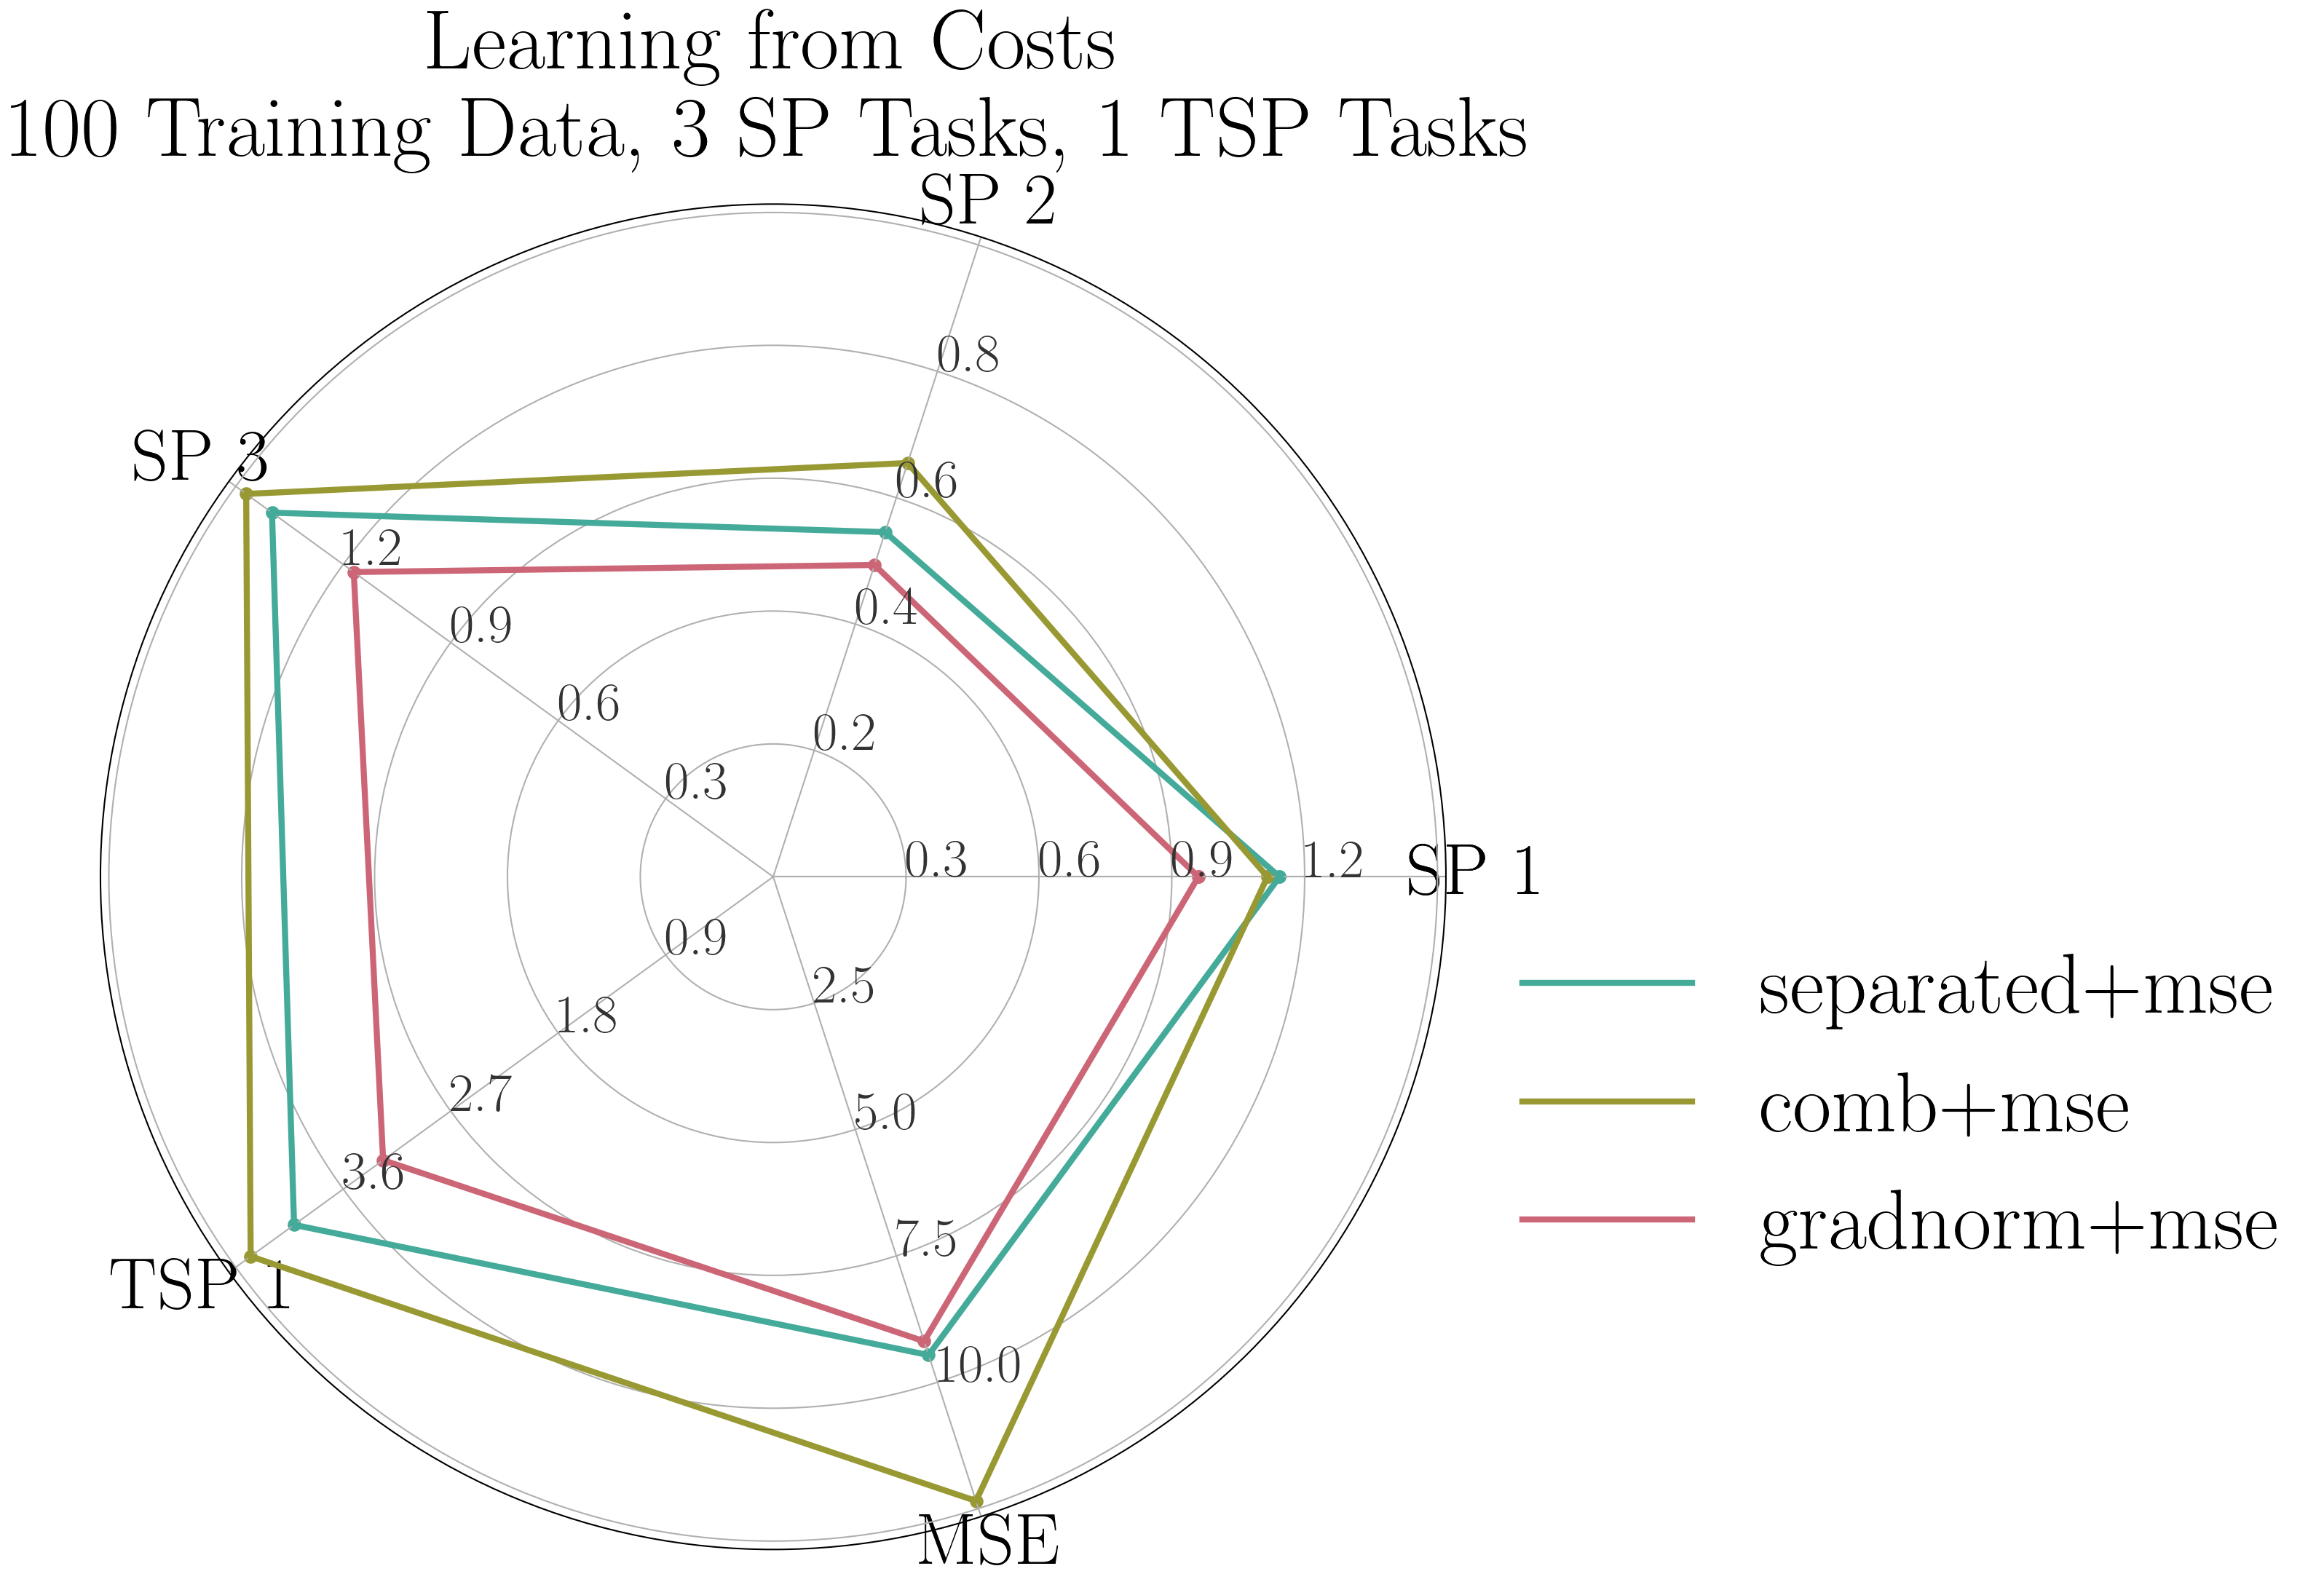 Learning from Costs
100 Training Data, 3 SP Tasks, 1 TSP Tasks
SP 2
0.8
SP 3
0.6
1.2
0.4
0.9
0.6
0.2
0.3
0.3 0.6 0.9 1.2 SP 1
0.9
2.5
1.8
2.7
5.0
3.6
7.5
TSP 1
10.0
MSE
separated+mse
comb+mse
gradnorm+mse